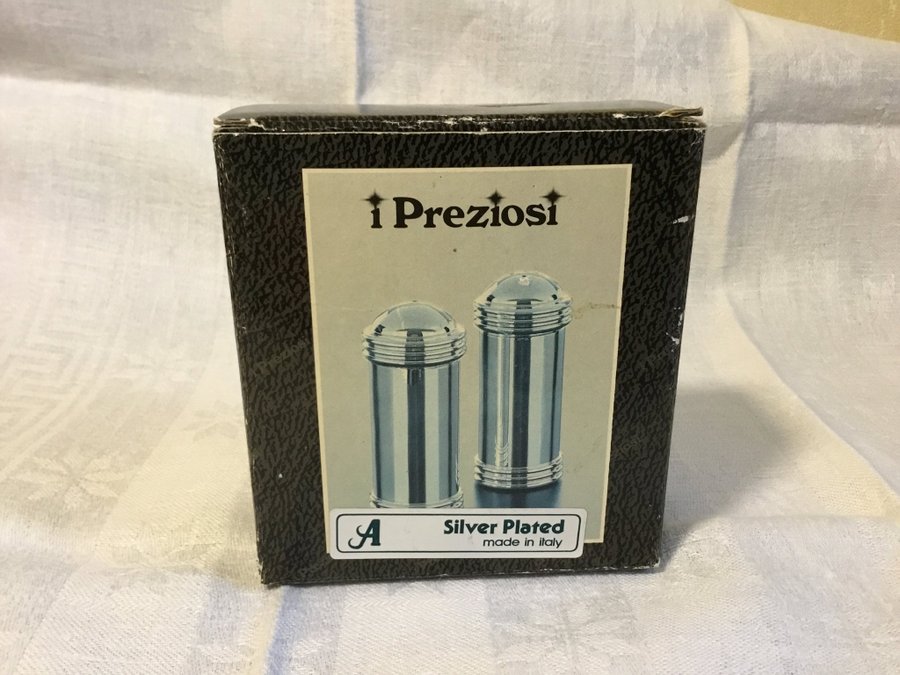 i Preziosi
A
Silver Plated
made in italy